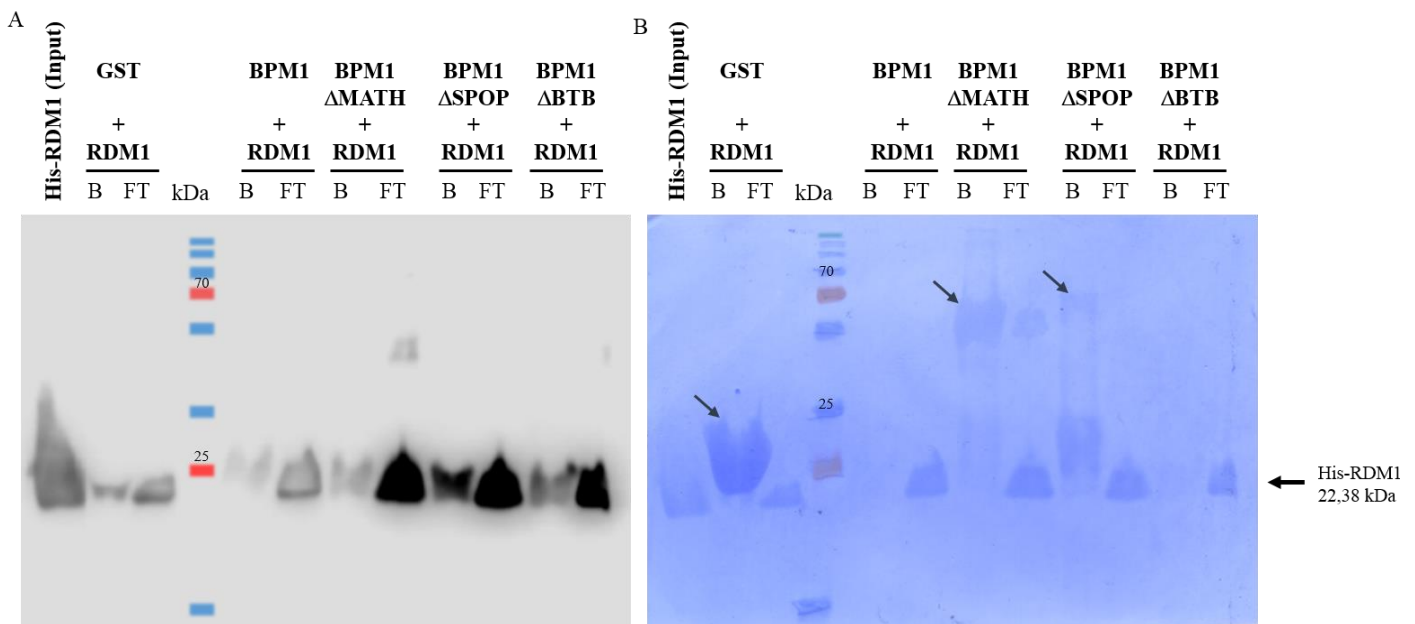 A
His-RDM1 (Input)
GST
+
RDM1
B FT
kDa
BPM1
+
RDM1
B FT
BPM1
ΔMATH
+
RDM1
B FT
BPM1
ΔSPOP
+
RDM1
B FT
BPM1
ΔBTB
+
RDM1
B FT
70
25
B
His-RDM1 (Input)
GST
+
RDM1
B FT
kDa
BPM1
+
RDM1
B FT
BPM1
ΔMATH
+
RDM1
B FT
BPM1
ΔSPOP
+
RDM1
B FT
BPM1
ΔBTB
+
RDM1
B FT
70
25
His-RDM1
22,38 kDa